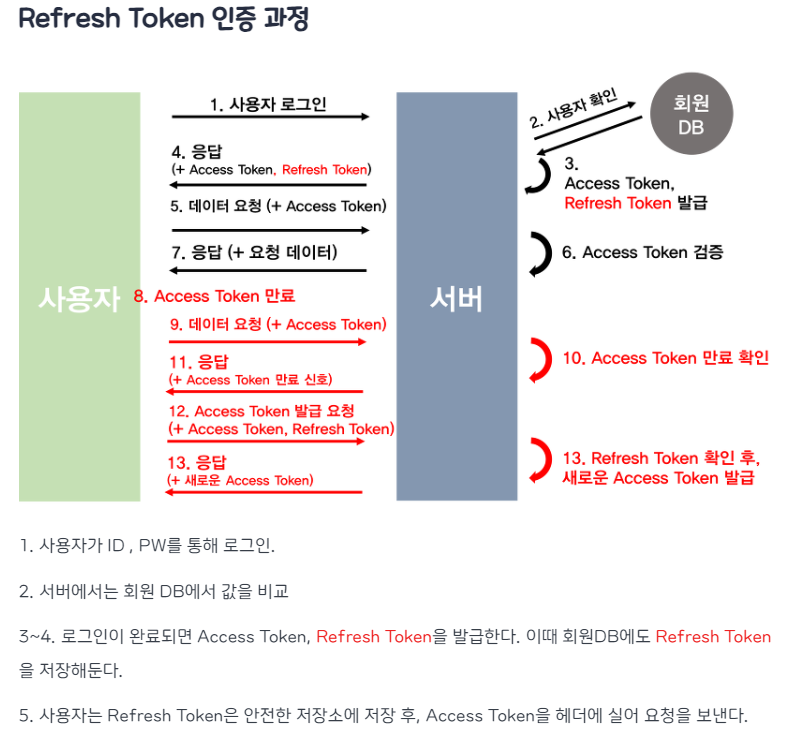 Refresh Token 인증 과정
1. 사용자 로그인
2. 사용자 확인
회원
DB
4. 응답
(+ Access Token, Refresh Token)
3.
Access Token,
Refresh Token 발급
5. 데이터 요청 (+ Access Token)
7. 응답 (+ 요청 데이터)
6. Access Token 검증
사용자
서버
8. Access Token 만료
9. 데이터 요청 (+ Access Token)
11. 응답
(+ Access Token 만료 신호)
10. Access Token 만료 확인
12. Access Token 발급 요청
(+ Access Token, Refresh Token)
13. 응답
(+ 새로운 Access Token)
13. Refresh Token 확인 후,
새로운 Access Token 발급
1. 사용자가 ID , PW를 통해 로그인.
2. 서버에서는 회원 DB에서 값을 비교
3~4. 로그인이 완료되면 Access Token, Refresh Token을 발급한다. 이때 회원DB에도 Refresh Token
을 저장해둔다.
5. 사용자는 Refresh Token은 안전한 저장소에 저장 후, Access Token을 헤더에 실어 요청을 보낸다.